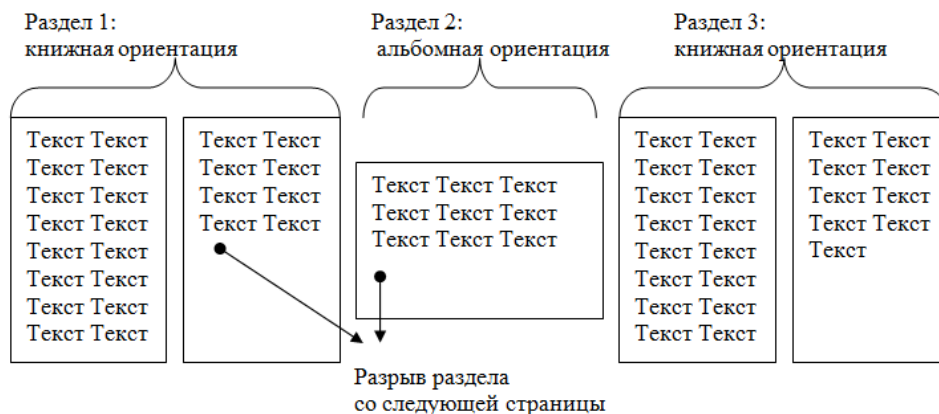 Раздел 1:
книжная ориентация
Раздел 2:
альбомная ориентация
Раздел 3:
книжная ориентация
Текст Текст
Текст Текст
Текст Текст
Текст Текст
Текст Текст
Текст Текст
Текст Текст
Текст Текст
Текст Текст
Текст Текст
Текст Текст
Текст Текст
Текст Текст Текст
Текст Текст Текст
Текст Текст Текст
Текст Текст
Текст Текст
Текст Текст
Текст Текст
Текст Текст
Текст Текст
Текст Текст
Текст Текст
Текст Текст
Текст Текст
Текст Текст
Текст Текст
Текст
Разрыв раздела
со следующей страницы